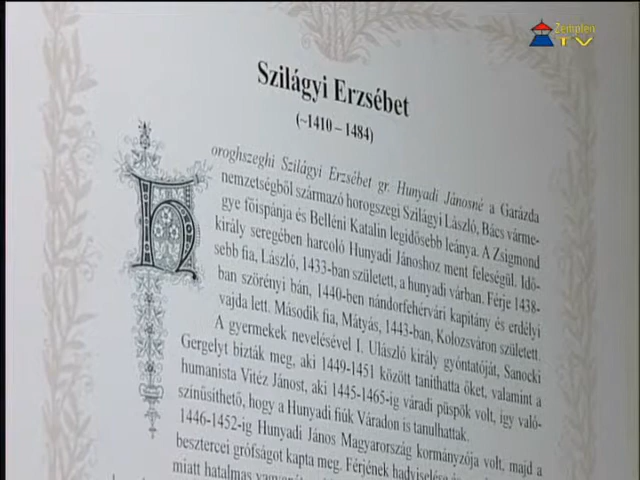 Zemplén
TV
Szilágyi Erzsébet
(~1410 – 1484)
Horoghszeghi Szilágyi Erzsébet gr. Hunyadi Jánosné a Garázda
nemzetségből származó horogszegi Szilágyi László, Bács várme-
gye főispánja és Belléni Katalin legidősebb leánya. A Zsigmond
király seregében harcoló Hunyadi Jánoshoz ment feleségül. Idő-
sebb fia, László, 1433-ban született, a hunyadi várban. Férje 1438-
ban szörényi bán, 1440-ben nándorfehérvári kapitány és erdélyi
vajda lett. Második fia, Mátyás, 1443-ban, Kolozsváron született.
A gyermekek nevelésével I. Ulászló király gyóntatóját, Sanocki
Gergelyt bízták meg, aki 1449-1451 között taníthatta őket, valamint a
humanista Vitéz Jánost, aki 1445-1465-ig váradi püspök volt, így való-
színűsíthető, hogy a Hunyadi fiúk Váradon is tanulhattak.
1446-1452-ig Hunyadi János Magyarország kormányzója volt, majd a
besztercei grófságot kapta meg. Férjének hadviselése és
miatt hatalmas